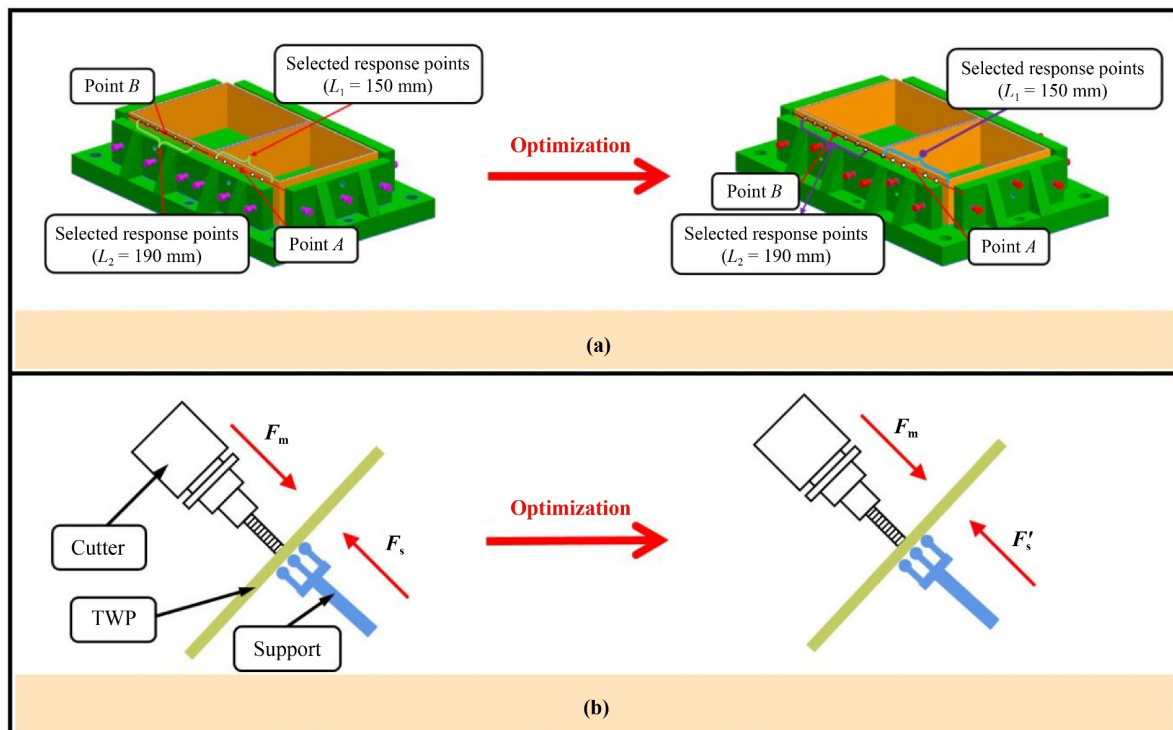 Selected response points
(L₁ = 150 mm)
Point B
Selected response points
(L₂ = 190 mm)
Point A
Optimization
Selected response points
(L₁ = 150 mm)
Point B
Selected response points
(L₂ = 190 mm)
Point A
(a)
Fₘ
Cutter
Fₛ
TWP
Support
Optimization
Fₘ
Fₛ′
(b)